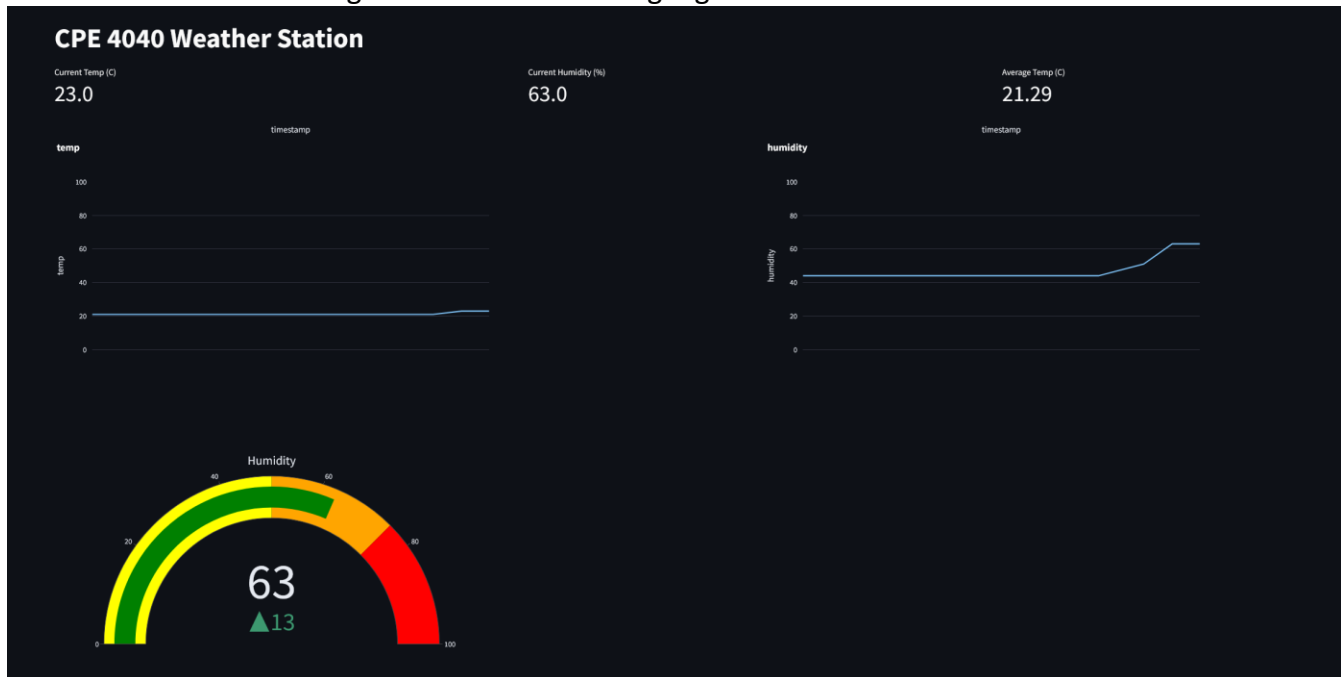 CPE 4040 Weather Station
Current Temp (C)
23.0
Current Humidity (%)
63.0
Average Temp (C)
21.29
timestamp
temp
100
80
60
40
20
0
temp
timestamp
humidity
100
80
60
40
20
0
humidity
Humidity
0
20
40
60
80
100
63
▲13